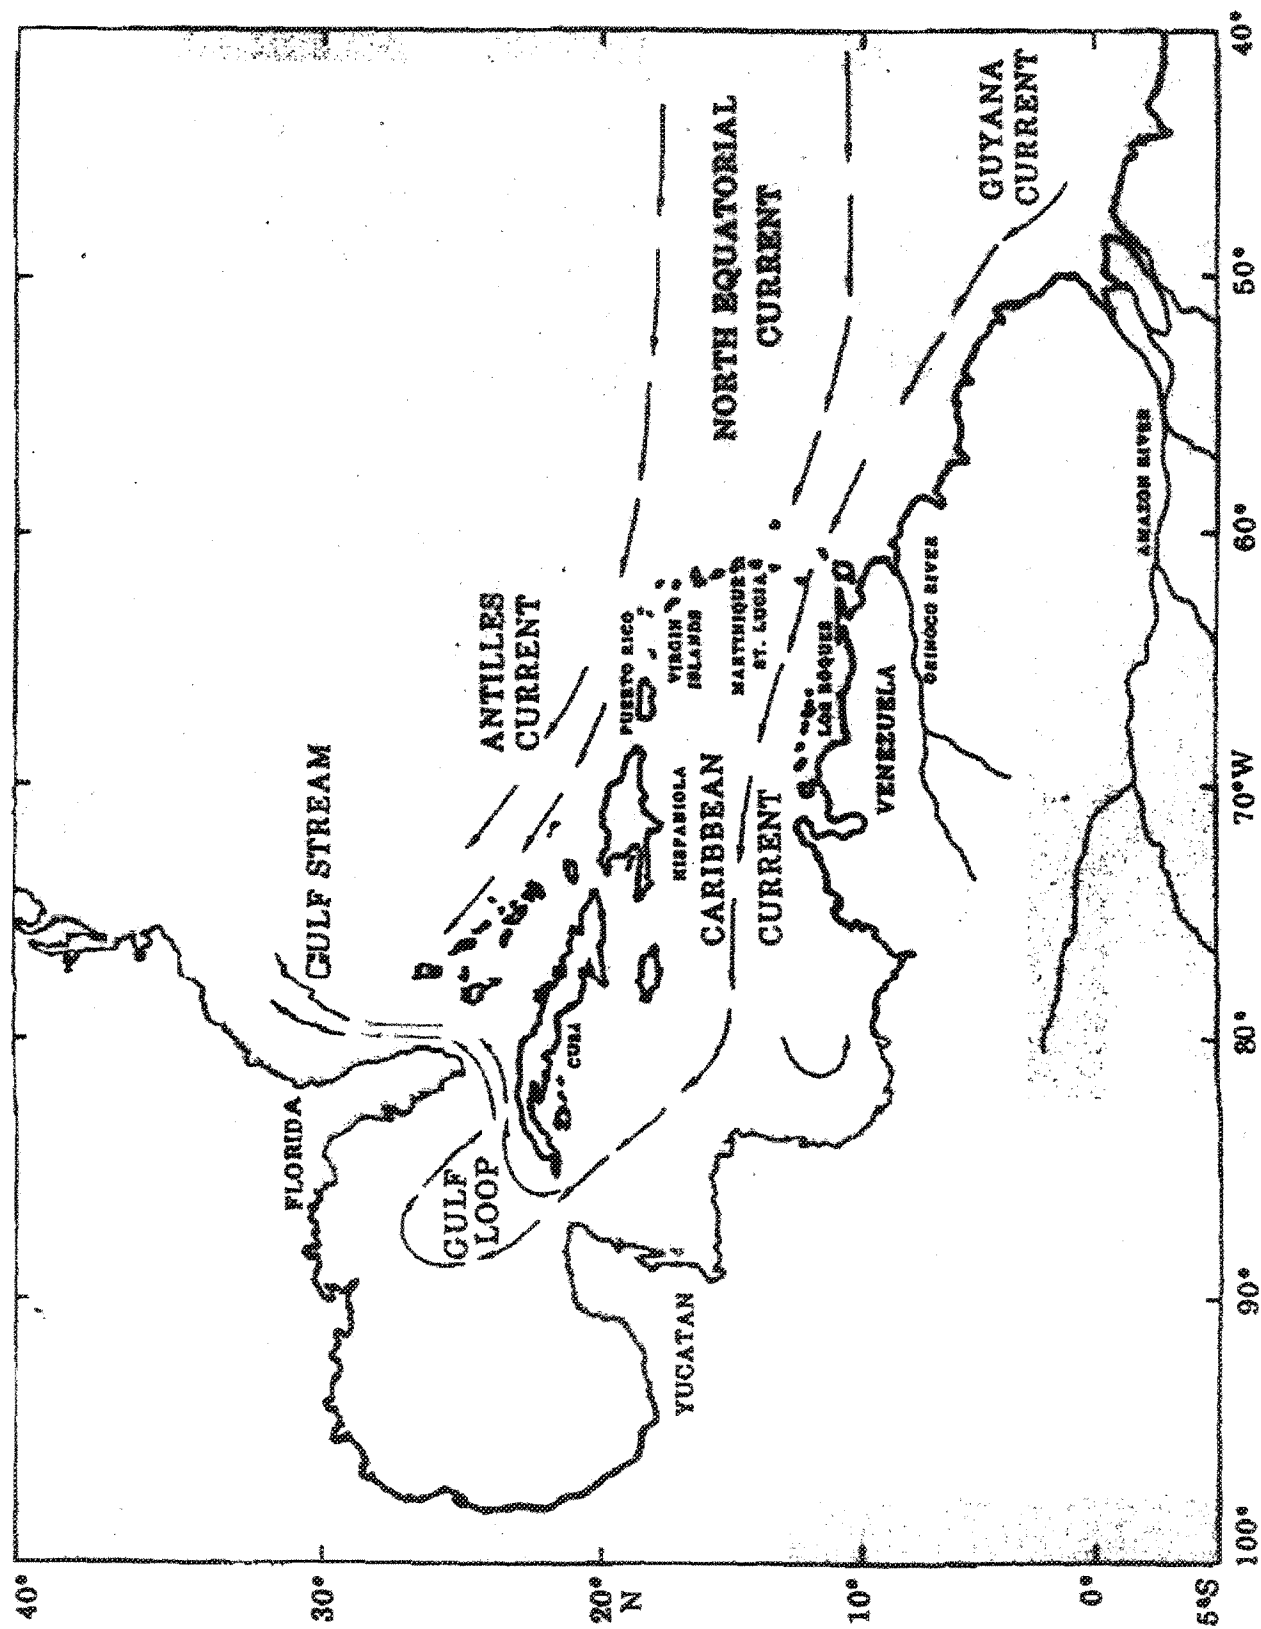 40°
30°
20°
N
10°
0°
5°S
100°
90°
80°
70°W
60°
50°
40°
GULF STREAM
FLORIDA
GULF
LOOP
ANTILLES
CURRENT
CUBA
HISPANIOLA
PUERTO RICO
VIRGIN
ISLANDS
MARTINIQUE
ST. LUCIA
NORTH EQUATORIAL
CURRENT
YUCATAN
CARIBBEAN
CURRENT
LOS ROQUES
VENEZUELA
ORINOCO RIVER
GUYANA
CURRENT
AMAZON RIVER